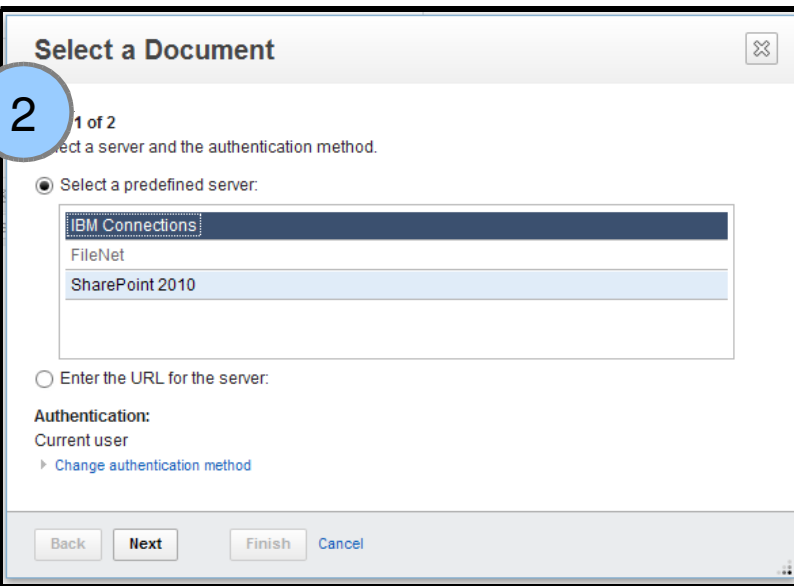 Select a Document
2
1 of 2
ect a server and the authentication method.
Select a predefined server:
IBM Connections
FileNet
SharePoint 2010
Enter the URL for the server:
Authentication:
Current user
Change authentication method
Back Next Finish Cancel